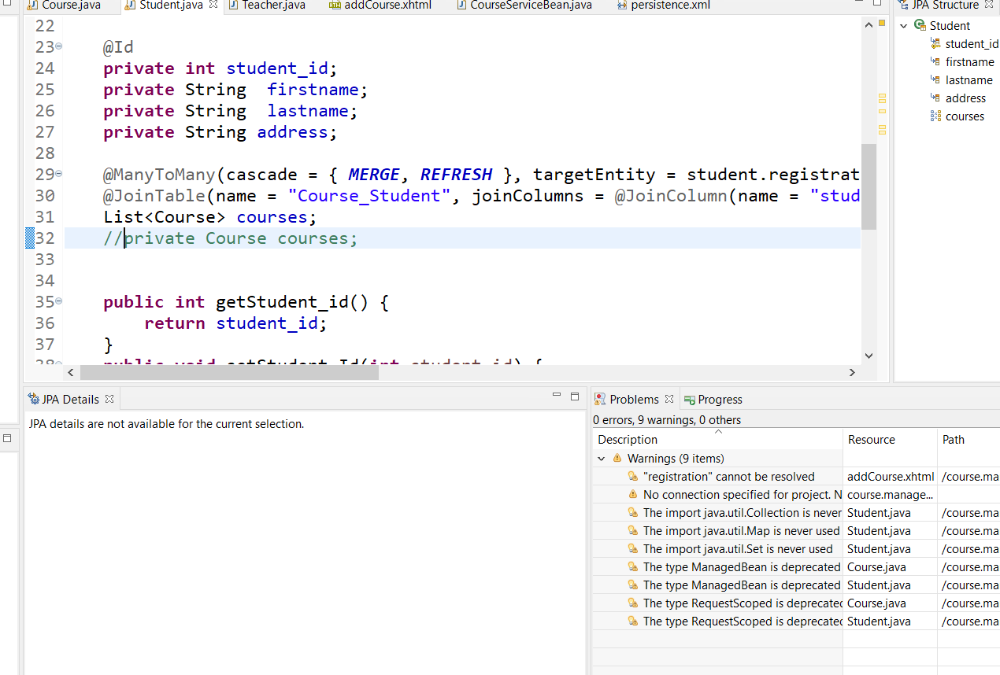 Course.java Student.java Teacher.java addCourse.xhtml CourseServiceBean.java persistence.xml
22
23 @Id
24 private int student_id;
25 private String  firstname;
26 private String  lastname;
27 private String address;
28
29 @ManyToMany(cascade = { MERGE, REFRESH }, targetEntity = student.registrat
30 @JoinTable(name = "Course_Student", joinColumns = @JoinColumn(name = "stud
31 List<Course> courses;
32 //private Course courses;
33
34
35 public int getStudent_id() {
36 return student_id;
37 }
38 public void setStudent_Id(int student_id) {
JPA Structure
Student
student_id
firstname
lastname
address
courses
JPA Details
JPA details are not available for the current selection.
Problems Progress
0 errors, 9 warnings, 0 others
Description Resource Path
Warnings (9 items)
"registration" cannot be resolved addCourse.xhtml /course.ma
No connection specified for project. N course.manage...
The import java.util.Collection is never Student.java /course.ma
The import java.util.Map is never used Student.java /course.ma
The import java.util.Set is never used Student.java /course.ma
The type ManagedBean is deprecated Course.java /course.ma
The type ManagedBean is deprecated Student.java /course.ma
The type RequestScoped is deprecated Course.java /course.ma
The type RequestScoped is deprecated Student.java /course.ma